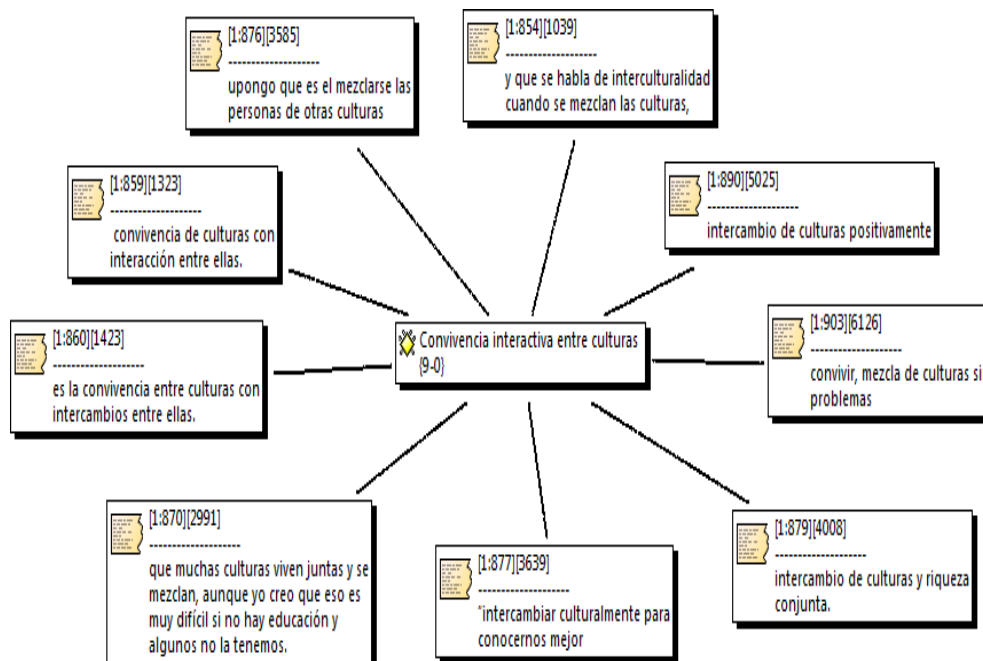 [1:876][3585]
--------------------
upongo que es el mezclarse las
personas de otras culturas
[1:854][1039]
--------------------
y que se habla de interculturalidad
cuando se mezclan las culturas,
[1:859][1323]
--------------------
convivencia de culturas con
interacción entre ellas.
[1:890][5025]
--------------------
intercambio de culturas positivamente
[1:860][1423]
--------------------
es la convivencia entre culturas con
intercambios entre ellas.
Convivencia interactiva entre culturas
{9-0}
[1:903][6126]
--------------------
convivir, mezcla de culturas si
problemas
[1:870][2991]
--------------------
que muchas culturas viven juntas y se
mezclan, aunque yo creo que eso es
muy difícil si no hay educación y
algunos no la tenemos.
[1:877][3639]
--------------------
"intercambiar culturalmente para
conocernos mejor
[1:879][4008]
--------------------
intercambio de culturas y riqueza
conjunta.